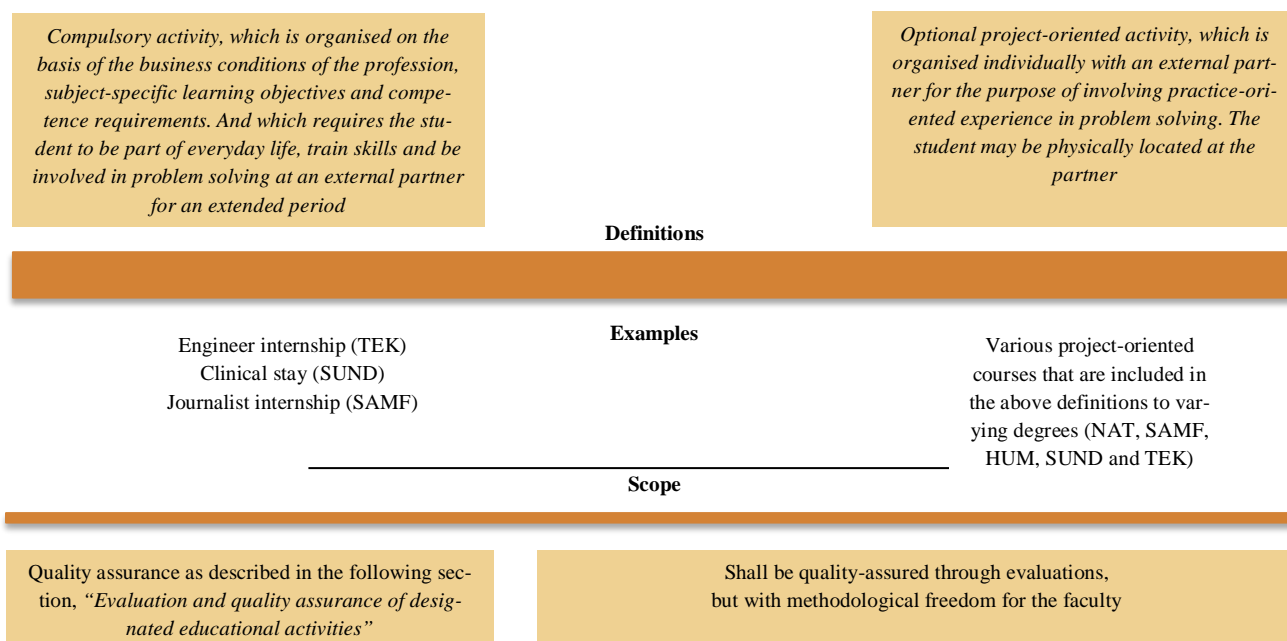 Compulsory activity, which is organised on the
basis of the business conditions of the profession,
subject-specific learning objectives and compe-
tence requirements. And which requires the stu-
dent to be part of everyday life, train skills and be
involved in problem solving at an external partner
for an extended period
Optional project-oriented activity, which is
organised individually with an external part-
ner for the purpose of involving practice-ori-
ented experience in problem solving. The
student may be physically located at the
partner
Definitions
Examples
Engineer internship (TEK)
Clinical stay (SUND)
Journalist internship (SAMF)
Various project-oriented
courses that are included in
the above definitions to var-
ying degrees (NAT, SAMF,
HUM, SUND and TEK)
Scope
Quality assurance as described in the following sec-
tion, “Evaluation and quality assurance of desig-
nated educational activities”
Shall be quality-assured through evaluations,
but with methodological freedom for the faculty